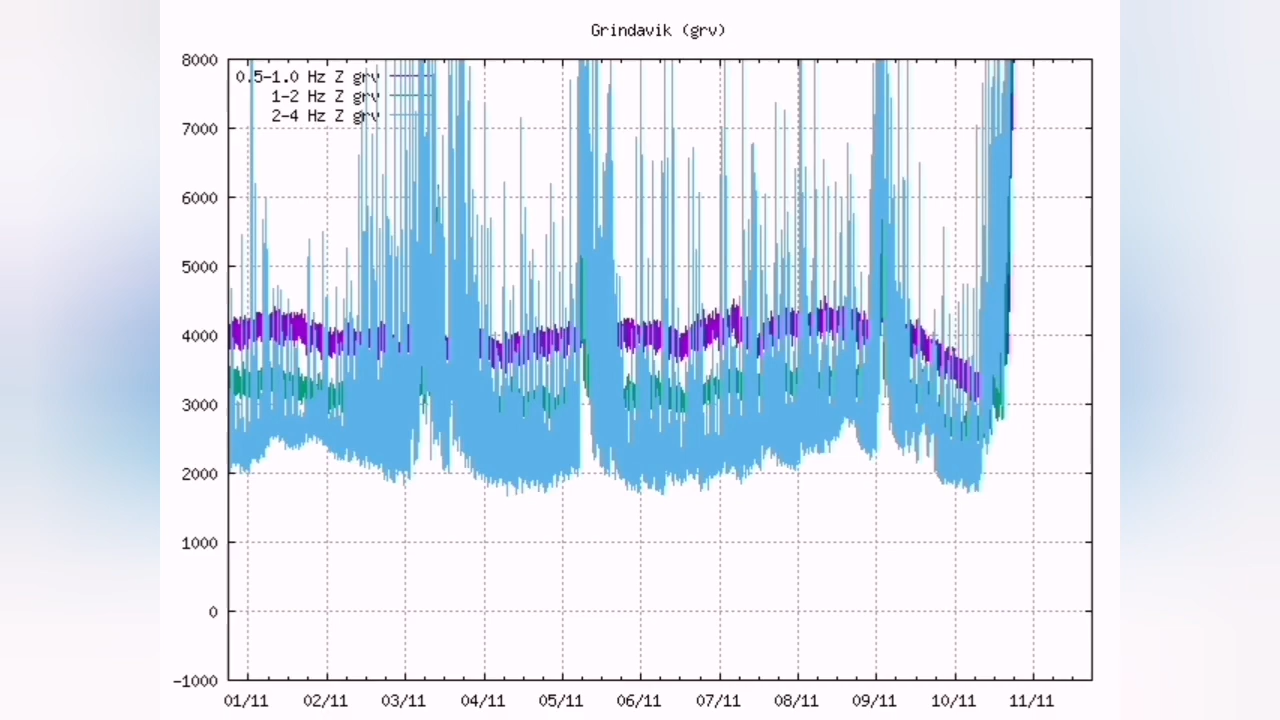 Grindavik (grv)
8000
0.5-1.0 Hz Z grv
1-2 Hz Z grv
2-4 Hz Z grv
7000
6000
5000
4000
3000
2000
1000
0
-1000
01/11 02/11 03/11 04/11 05/11 06/11 07/11 08/11 09/11 10/11 11/11